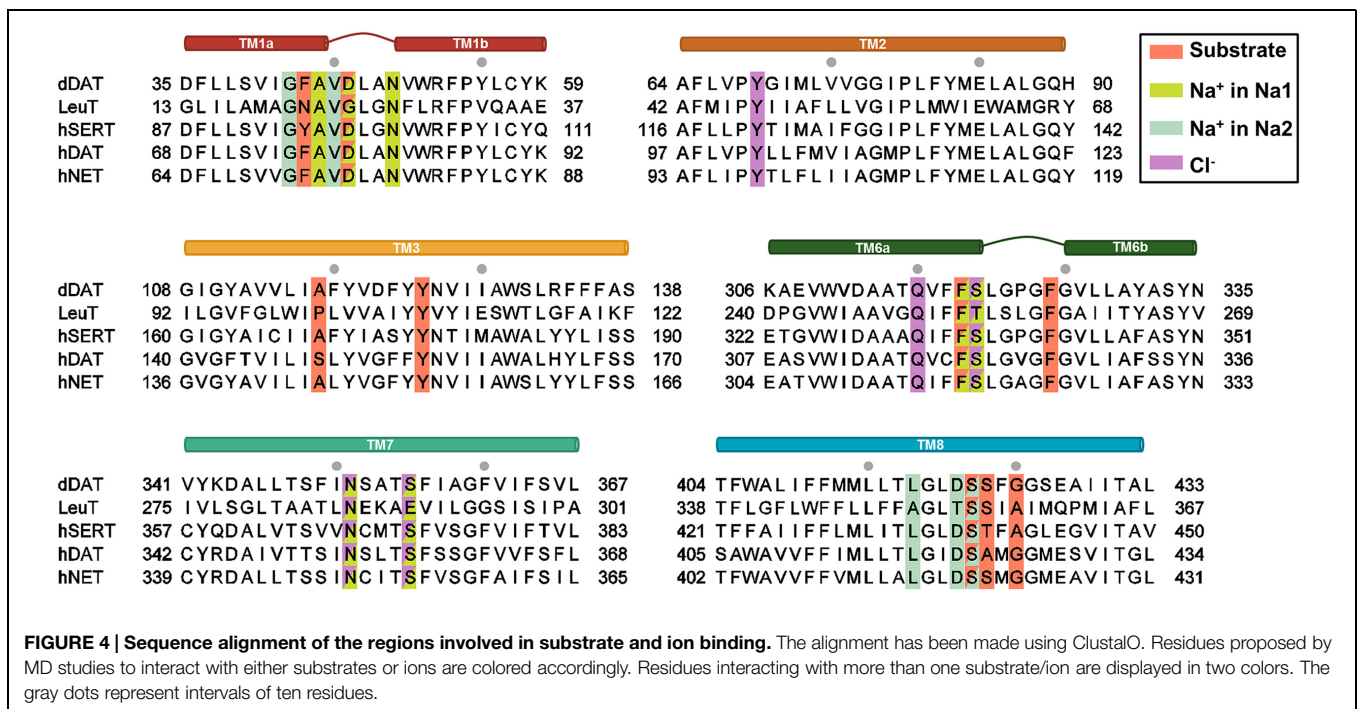 TM1a TM1b TM2
Substrate
Na+ in Na1
Na+ in Na2
Cl-
dDAT 35 DFLLSVIGFAVDLANVWRFPYLCYK 59 64 AFLVPYGIMLVVGGIPLFYMELALGQH 90
LeuT 13 GLILAMAGNAVGLGNFLRFPVQAAE 37 42 AFMIPYIIAFLLVGIPLMWIEWAMGRY 68
hSERT 87 DFLLSVIGYAVDLGNVWRFPYICYQ 111 116 AFLLPYTIMAIFGGIPLFYMELALGQY 142
hDAT 68 DFLLSVIGFAVDLANVWRFPYLCYK 92 97 AFLVPYLLFMVIAGMPLFYMELALGQF 123
hNET 64 DFLLSVVGFAVDLANVWRFPYLCYK 88 93 AFLIPYTLFLIIAGMPLFYMELALGQY 119
TM3 TM6a TM6b
dDAT 108 GIGYAVVLIAFYVDFYYNVIIAWSLRFFFAS 138 306 KAEVWVDAATQVFFSLGPGFGVLLAYASYN 335
LeuT 92 ILGVFGLWIPLVVAIYYVYIESWTLGFAIKF 122 240 DPGVWIAAVGQIFFTLSLGFGAIITYASYV 269
hSERT 160 GIGYAICIIAFYIASYYNTIMAWALYYLISS 190 322 ETGVWIDAAAQIFFSLGPGFGVLLAFASYN 351
hDAT 140 GVGFTVILISLYVGFFYNVIIAWALHYLFSS 170 307 EASVWIDAATQVCFSLGVGFGVLIAFSSYN 336
hNET 136 GVGYAVILIALYVGFYYNVIIAWSLYYLFSS 166 304 EATVWIDAATQIFFSLGAGFGVLIAFASYN 333
TM7 TM8
dDAT 341 VYKDALLTSFINSATSFIAGFVIFSVL 367 404 TFWALIFFMMLLTLGLDSSFGGSEAIITAL 433
LeuT 275 IVLSGLTAATLNEKAEVILGGSISIPA 301 338 TFLGFLWFFLLFFAGLTSSIAIMQPMIAFL 367
hSERT 357 CYQDALVTSVVNCMTSFVSGFVIFTVL 383 421 TFFAIIFFLMLITLGLDSTFAGLEGVITAV 450
hDAT 342 CYRDAIVTTSINSLTSFSSGFVVFSFL 368 405 SAWAVVFFIMLLTLGIDSAMGGMESVITGL 434
hNET 339 CYRDALLTSSINCITSFVSGFAIFSIL 365 402 TFWAVVFFVMLLALGLDSSMGGMEAVITGL 431
FIGURE 4 | Sequence alignment of the regions involved in substrate and ion binding. The alignment has been made using ClustalO. Residues proposed by
MD studies to interact with either substrates or ions are colored accordingly. Residues interacting with more than one substrate/ion are displayed in two colors. The
gray dots represent intervals of ten residues.